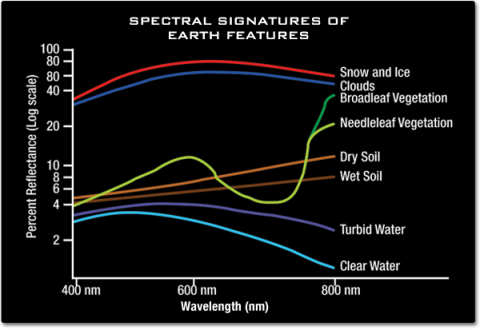 SPECTRAL SIGNATURES OF
EARTH FEATURES
Percent Reflectance (Log scale)
100
80
60
40
20
10
8
6
4
2
Snow and Ice
Clouds
Broadleaf Vegetation
Needleleaf Vegetation
Dry Soil
Wet Soil
Turbid Water
Clear Water
400 nm
600 nm
800 nm
Wavelength (nm)